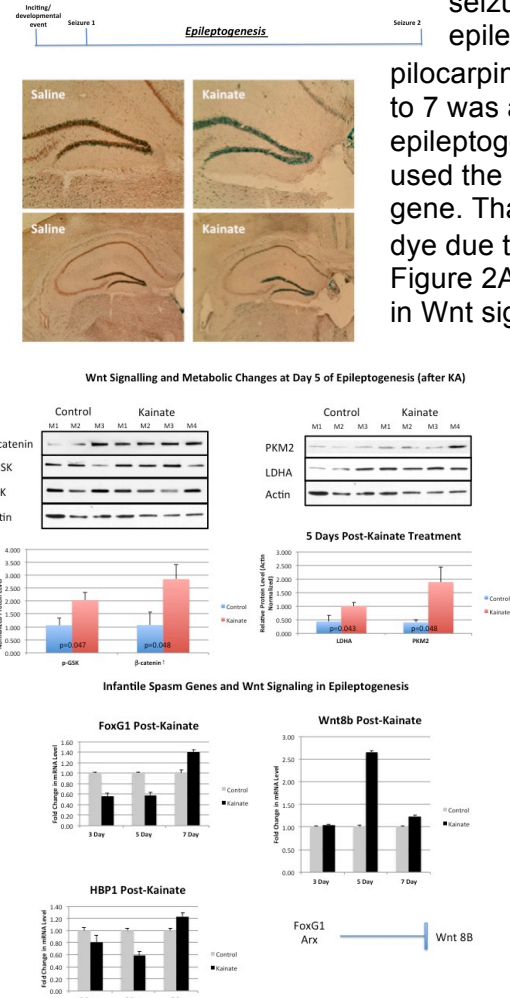 Inciting/
developmental
event
Seizure 1
Epileptogenesis
Seizure 2
seizu
epile
pilocarpin
to 7 was a
epileptoge
used the
gene. Tha
dye due t
Figure 2A
in Wnt sig
Saline
Kainate
Saline
Kainate
Wnt Signalling and Metabolic Changes at Day 5 of Epileptogenesis (after KA)
Control Kainate
M1 M2 M3 M1 M2 M3 M4
catenin
SK
K
tin
Control Kainate
M1 M2 M3 M1 M2 M3 M4
PKM2
LDHA
Actin
4.000
3.500
3.000
2.500
2.000
1.500
1.000
0.500
0.000
p=0.047
p=0.048
p-GSK
β-catenin
Control
Kainate
5 Days Post-Kainate Treatment
Relative Protein Level (Actin
Normalized)
3.000
2.500
2.000
1.500
1.000
0.500
0.000
p=0.043
p=0.048
LDHA
PKM2
Control
Kainate
Infantile Spasm Genes and Wnt Signaling in Epileptogenesis
FoxG1 Post-Kainate
Fold Change in mRNA Level
1.60
1.40
1.20
1.00
0.80
0.60
0.40
0.20
0.00
3 Day
5 Day
7 Day
Control
Kainate
Wnt8b Post-Kainate
Fold Change in mRNA Level
3.00
2.50
2.00
1.50
1.00
0.50
0.00
3 Day
5 Day
7 Day
Control
Kainate
HBP1 Post-Kainate
Fold Change in mRNA Level
1.40
1.20
1.00
0.80
0.60
0.40
0.20
0.00
Control
Kainate
FoxG1
Arx
Wnt 8B